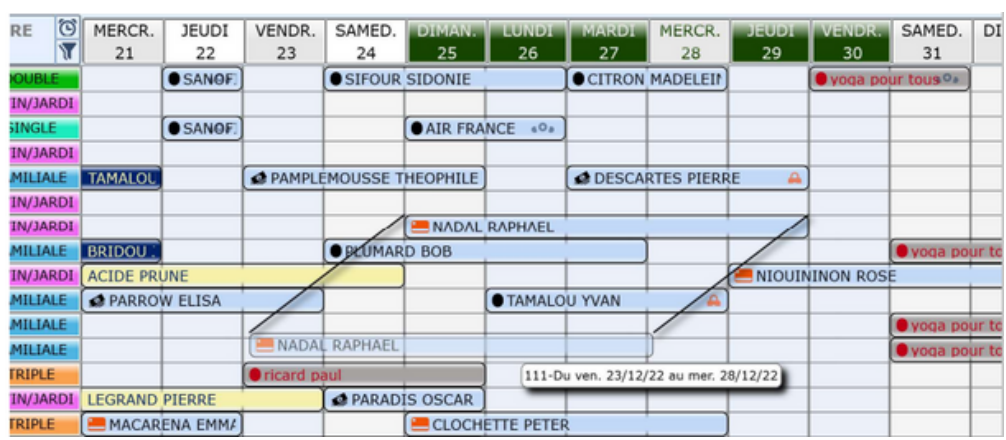 RE MERCR. JEUDI VENDR. SAMED. DIMAN. LUNDI MARDI MERCR. JEUDI VENDR. SAMED. DI
21 22 23 24 25 26 27 28 29 30 31
DOUBLE SANOF. SIFOUR SIDONIE CITRON MADELEIN yoga pour tous
IN/JARDI
SINGLE SANOF. AIR FRANCE
IN/JARDI
MILIALE TAMALOU PAMPLEMOUSSE THEOPHILE DESCARTES PIERRE
IN/JARDI
IN/JARDI NADAL RAPHAEL
MILIALE BRIDOU PLUMARD BOB yoga pour to
IN/JARDI ACIDE PRUNE NIOUININON ROSE
MILIALE PARROW ELISA TAMALOU YVAN
MILIALE yoga pour to
MILIALE NADAL RAPHAEL yoga pour to
TRIPLE ricard paul 111-Du ven. 23/12/22 au mer. 28/12/22
IN/JARDI LEGRAND PIERRE PARADIS OSCAR
TRIPLE MACARENA EMMA CLOCHETTE PETER